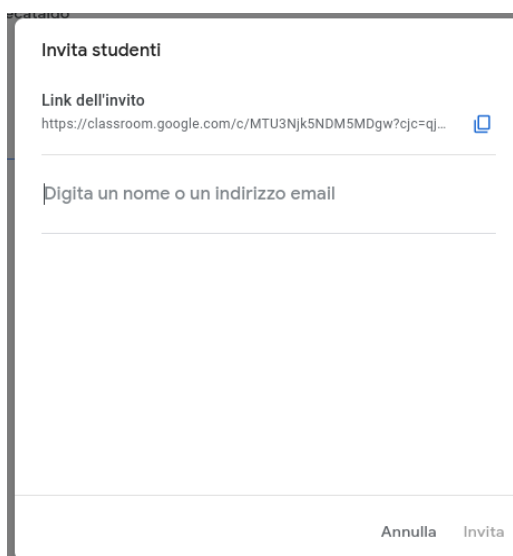 Invita studenti
Link dell'invito
https://classroom.google.com/c/MTU3Njk5NDM5MDgw?cjc=qj...
Digita un nome o un indirizzo email
Annulla Invita